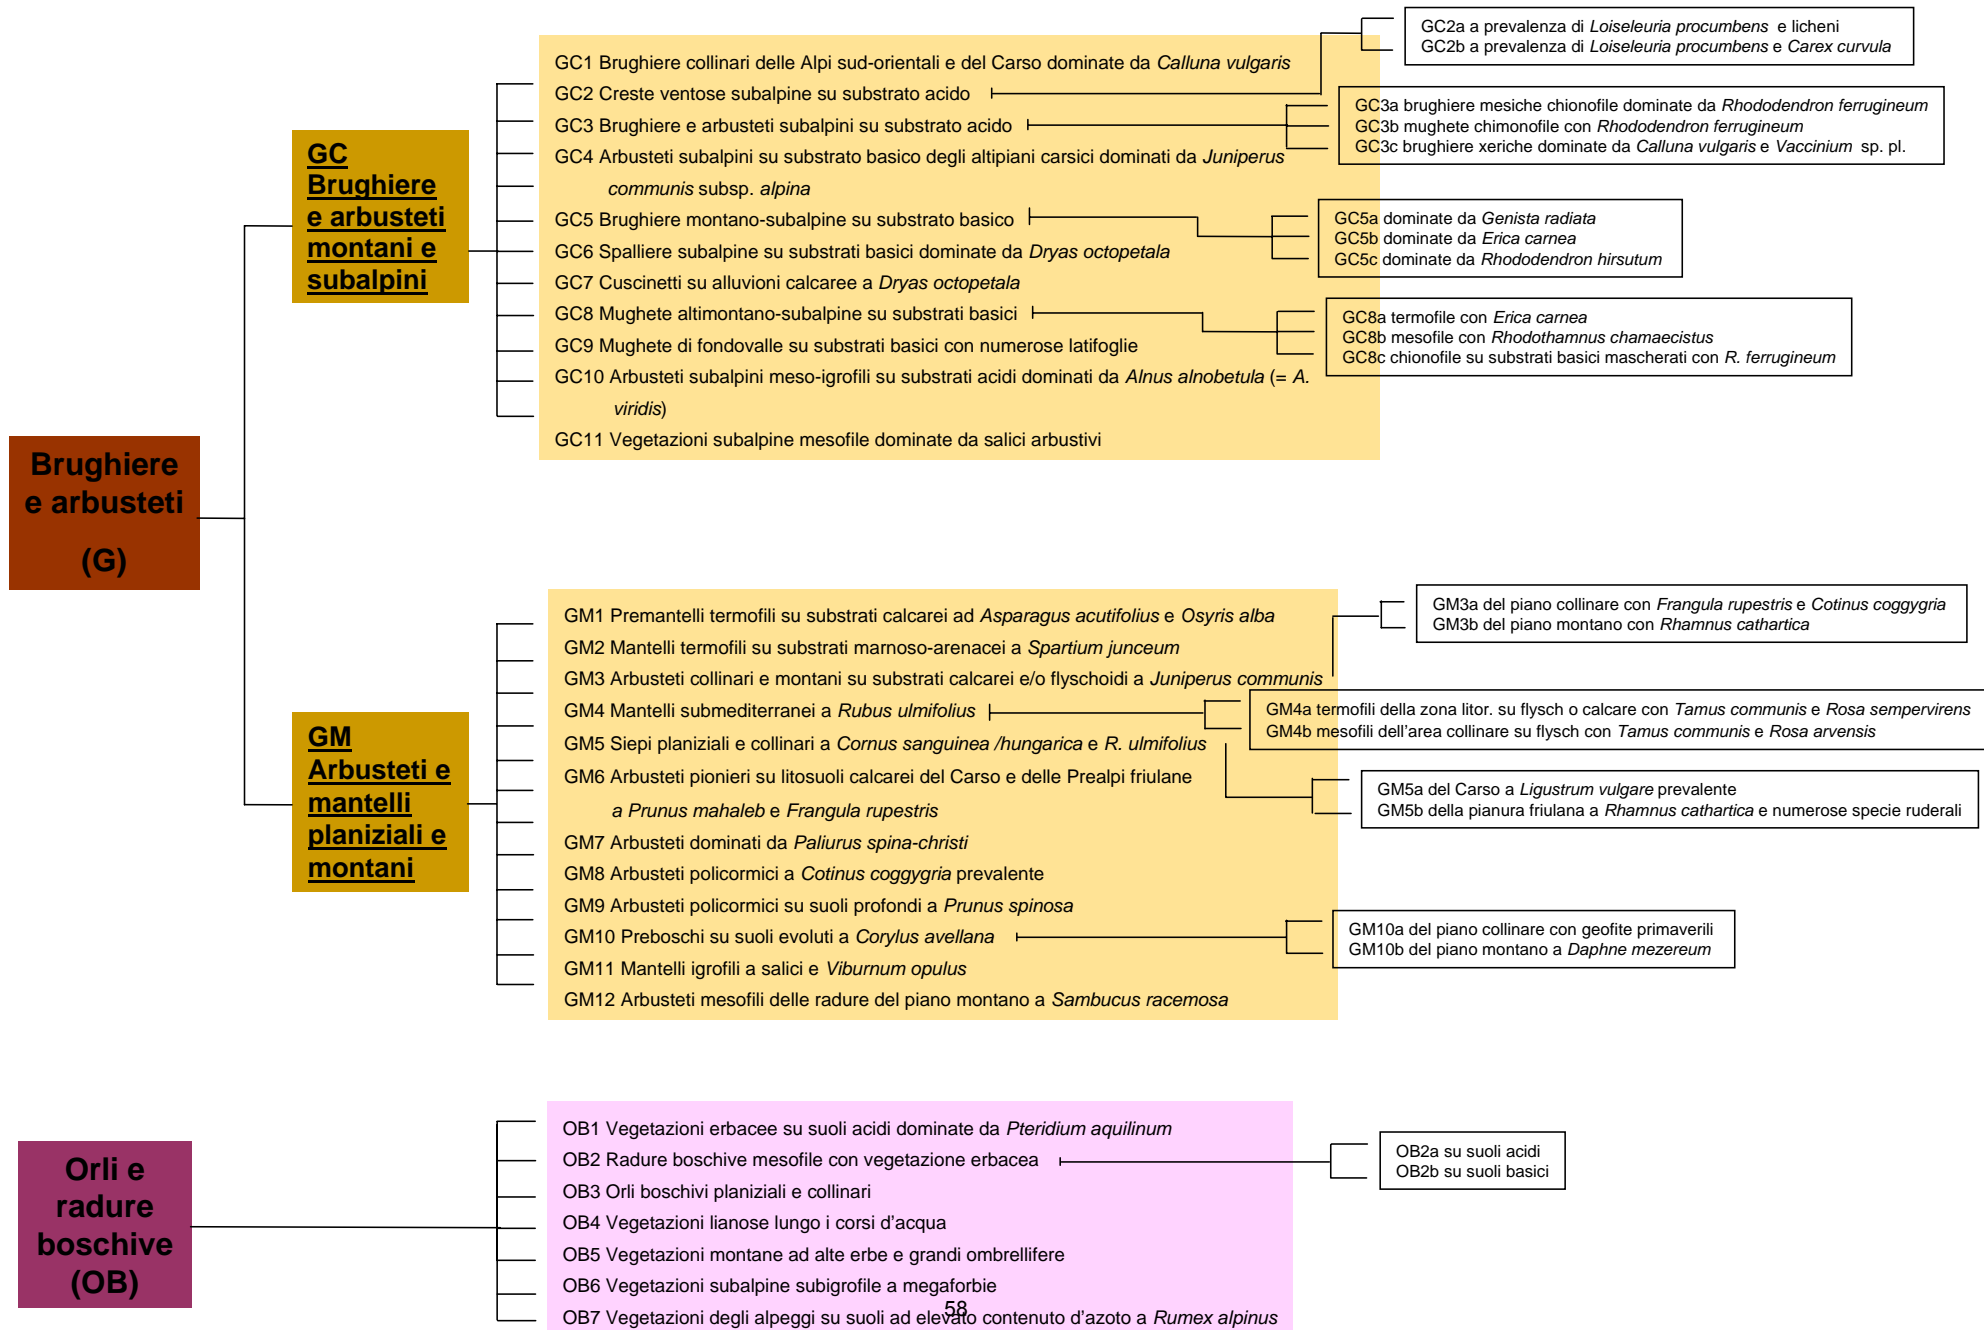 Brughiere
e arbusteti
(G)
GC
Brughiere
e arbusteti
montani e
subalpini
GC1 Brughiere collinari delle Alpi sud-orientali e del Carso dominate da Calluna vulgaris
GC2 Creste ventose subalpine su substrato acido
GC3 Brughiere e arbusteti subalpini su substrato acido
GC4 Arbusteti subalpini su substrato basico degli altipiani carsici dominati da Juniperus
communis subsp. alpina
GC5 Brughiere montano-subalpine su substrato basico
GC6 Spalliere subalpine su substrati basici dominate da Dryas octopetala
GC7 Cuscinetti su alluvioni calcaree a Dryas octopetala
GC8 Mughete altimontano-subalpine su substrati basici
GC9 Mughete di fondovalle su substrati basici con numerose latifoglie
GC10 Arbusteti subalpini meso-igrofili su substrati acidi dominati da Alnus alnobetula (= A.
viridis)
GC11 Vegetazioni subalpine mesofile dominate da salici arbustivi
GC2a a prevalenza di Loiseleuria procumbens e licheni
GC2b a prevalenza di Loiseleuria procumbens e Carex curvula
GC3a brughiere mesiche chionofile dominate da Rhododendron ferrugineum
GC3b mughete chimonofile con Rhododendron ferrugineum
GC3c brughiere xeriche dominate da Calluna vulgaris e Vaccinium sp. pl.
GC5a dominate da Genista radiata
GC5b dominate da Erica carnea
GC5c dominate da Rhododendron hirsutum
GC8a termofile con Erica carnea
GC8b mesofile con Rhodothamnus chamaecistus
GC8c chionofile su substrati basici mascherati con R. ferrugineum
GM
Arbusteti e
mantelli
planiziali e
montani
GM1 Premantelli termofili su substrati calcarei ad Asparagus acutifolius e Osyris alba
GM2 Mantelli termofili su substrati marnoso-arenacei a Spartium junceum
GM3 Arbusteti collinari e montani su substrati calcarei e/o flyschoidi a Juniperus communis
GM4 Mantelli submediterranei a Rubus ulmifolius
GM5 Siepi planiziali e collinari a Cornus sanguinea /hungarica e R. ulmifolius
GM6 Arbusteti pionieri su litosuoli calcarei del Carso e delle Prealpi friulane
a Prunus mahaleb e Frangula rupestris
GM7 Arbusteti dominati da Paliurus spina-christi
GM8 Arbusteti policormici a Cotinus coggygria prevalente
GM9 Arbusteti policormici su suoli profondi a Prunus spinosa
GM10 Preboschi su suoli evoluti a Corylus avellana
GM11 Mantelli igrofili a salici e Viburnum opulus
GM12 Arbusteti mesofili delle radure del piano montano a Sambucus racemosa
GM3a del piano collinare con Frangula rupestris e Cotinus coggygria
GM3b del piano montano con Rhamnus cathartica
GM4a termofili della zona litor. su flysch o calcare con Tamus communis e Rosa sempervirens
GM4b mesofili dell'area collinare su flysch con Tamus communis e Rosa arvensis
GM5a del Carso a Ligustrum vulgare prevalente
GM5b della pianura friulana a Rhamnus cathartica e numerose specie ruderali
GM10a del piano collinare con geofite primaverili
GM10b del piano montano a Daphne mezereum
Orli e
radure
boschive
(OB)
OB1 Vegetazioni erbacee su suoli acidi dominate da Pteridium aquilinum
OB2 Radure boschive mesofile con vegetazione erbacea
OB3 Orli boschivi planiziali e collinari
OB4 Vegetazioni lianose lungo i corsi d'acqua
OB5 Vegetazioni montane ad alte erbe e grandi ombrellifere
OB6 Vegetazioni subalpine subigrofile a megaforbie
OB7 Vegetazioni degli alpeggi su suoli ad elevato contenuto d'azoto a Rumex alpinus
OB2a su suoli acidi
OB2b su suoli basici
58